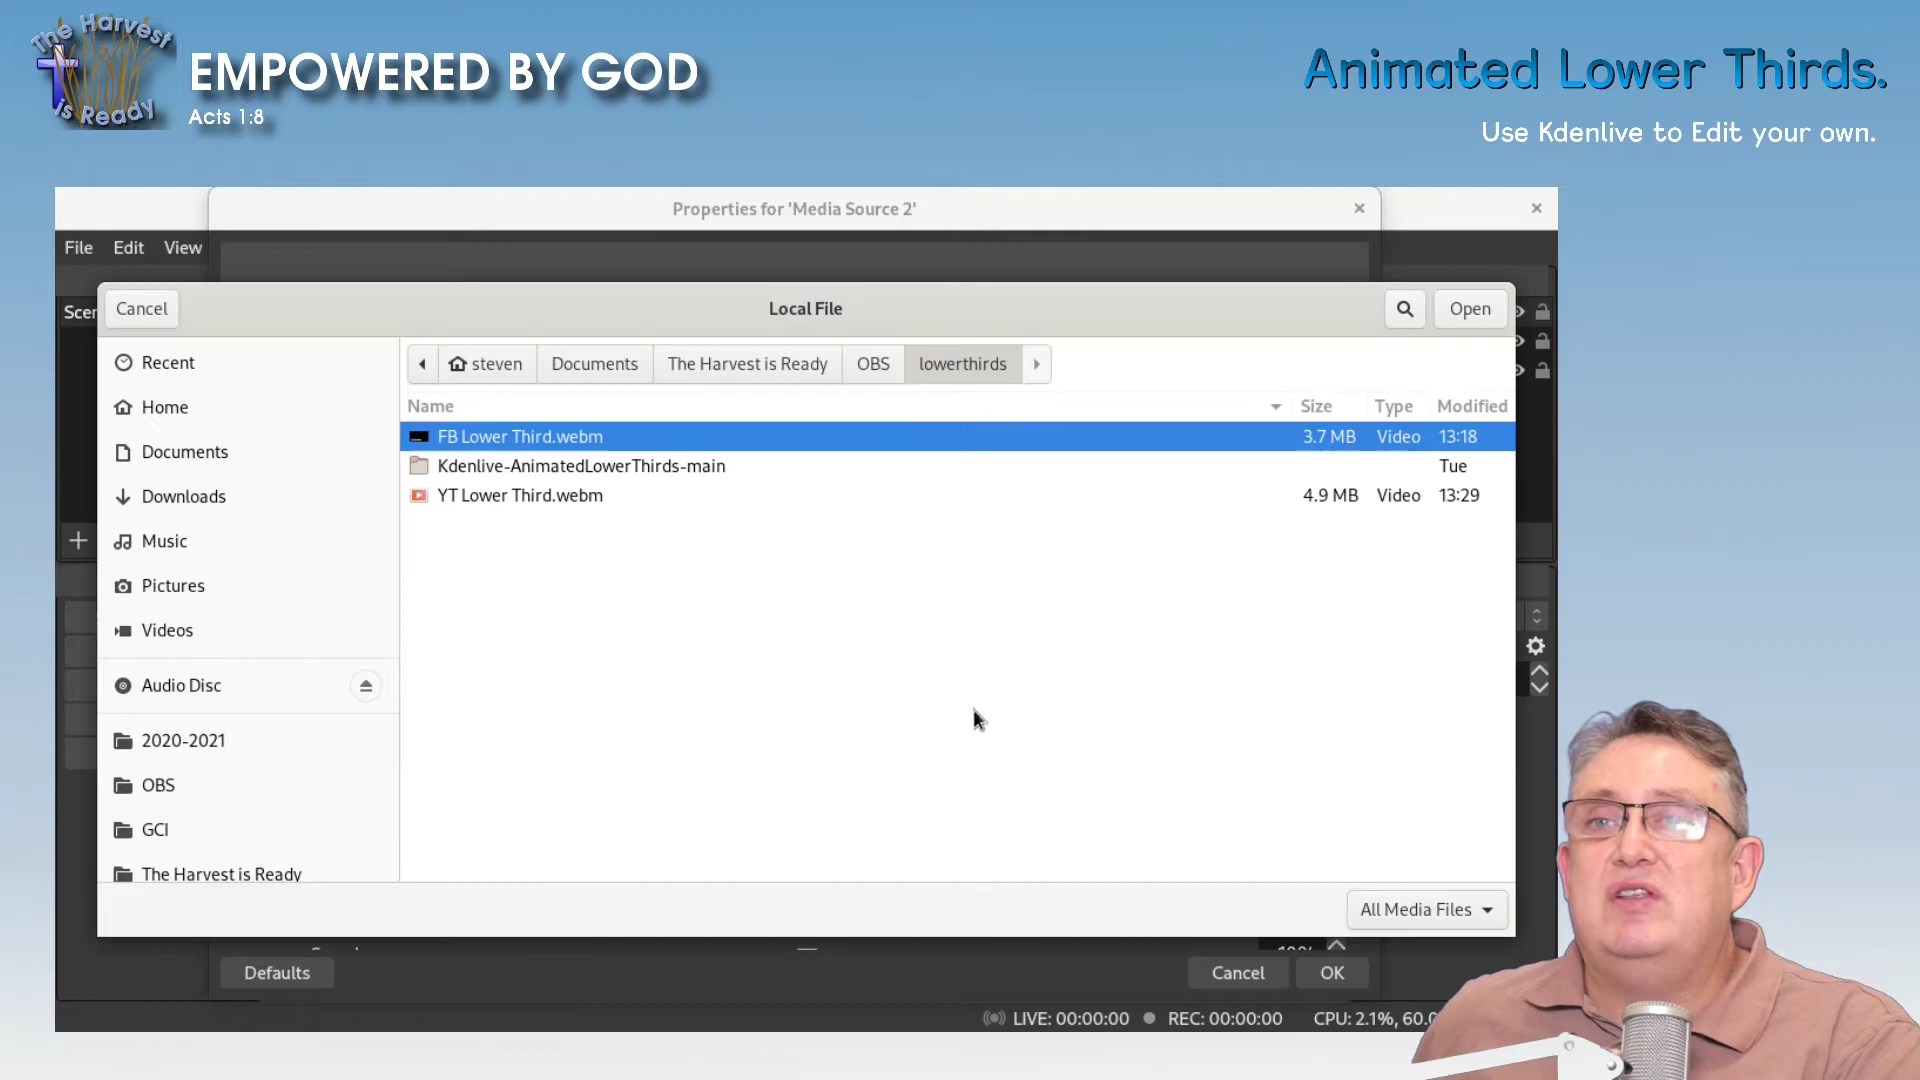 The Harvest
is Ready
EMPOWERED BY GOD
Acts 1:8
Animated Lower Thirds.
Use Kdenlive to Edit your own.
Properties for 'Media Source 2'
File Edit View
Cancel Local File Open
Scen
Recent
Home
Documents
Downloads
Music
Pictures
Videos
Audio Disc
2020-2021
OBS
GCI
The Harvest is Ready
steven Documents The Harvest is Ready OBS lowerthirds
Name Size Type Modified
FB Lower Third.webm 3.7 MB Video 13:18
Kdenlive-AnimatedLowerThirds-main Tue
YT Lower Third.webm 4.9 MB Video 13:29
All Media Files
Defaults Cancel OK
LIVE: 00:00:00 REC: 00:00:00 CPU: 2.1%, 60.0